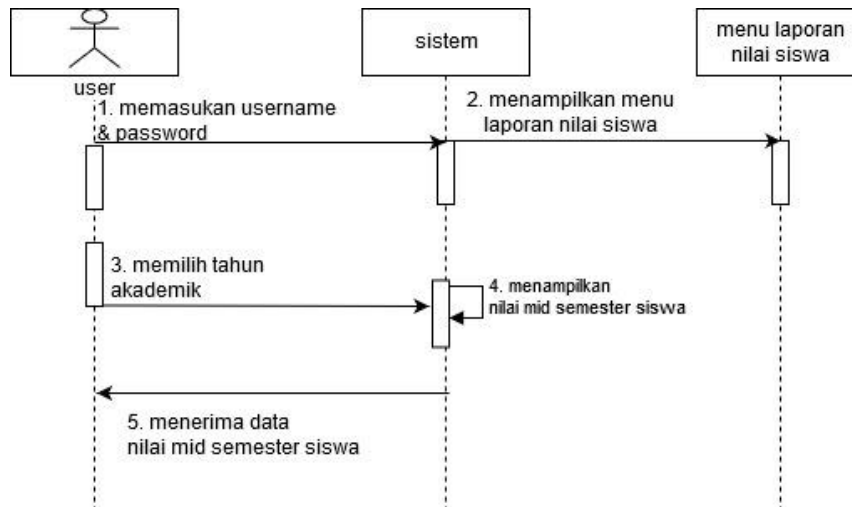 user
sistem
menu laporan
nilai siswa
1. memasukan username
& password
2. menampilkan menu
laporan nilai siswa
3. memilih tahun
akademik
4. menampilkan
nilai mid semester siswa
5. menerima data
nilai mid semester siswa